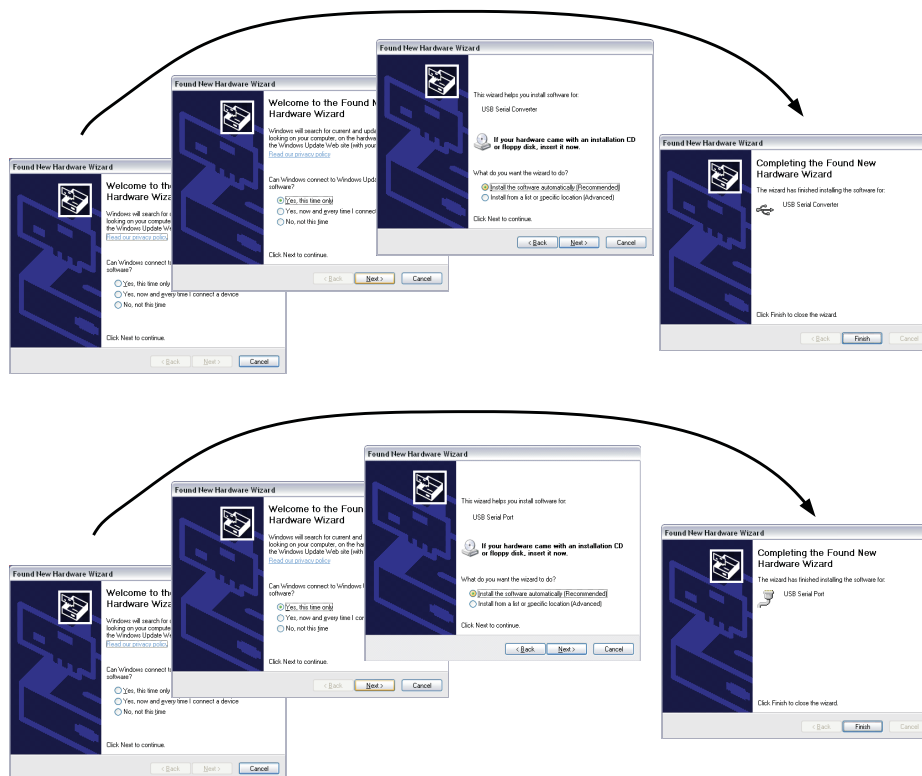 Found New Hardware Wizard
Welcome to the
Hardware Wiza
Windows will search for
looking on your compute
the Windows Update W
Read our privacy policy
Can Windows connect t
software?
Yes, this time only
Yes, now and every time I connect a device
No, not this time
Click Next to continue.
< Back
Next >
Cancel
Found New Hardware Wizard
Welcome to the Found N
Hardware Wizard
Windows will search for current and upda
looking on your computer, on the hardwa
the Windows Update Web site (with your
Read our privacy policy
Can Windows connect to Windows Upda
software?
Yes, this time only
Yes, now and every time I connect
No, not this time
Click Next to continue.
< Back
Next >
Cancel
Found New Hardware Wizard
This wizard helps you install software for:
USB Serial Converter
If your hardware came with an installation CD
or floppy disk, insert it now.
What do you want the wizard to do?
Install the software automatically (Recommended)
Install from a list or specific location (Advanced)
Click Next to continue.
< Back
Next >
Cancel
Found New Hardware Wizard
Completing the Found New
Hardware Wizard
The wizard has finished installing the software for:
USB Serial Converter
Click Finish to close the wizard.
< Back
Finish
Cancel
Found New Hardware Wizard
Welcome to the
Hardware Wiza
Windows will search for
looking on your compute
the Windows Update W
Read our privacy policy
Can Windows connect t
software?
Yes, this time only
Yes, now and every time I connect a device
No, not this time
Click Next to continue.
< Back
Next >
Cancel
Found New Hardware Wizard
Welcome to the Foun
Hardware Wizard
Windows will search for current and
looking on your computer, on the ha
the Windows Update Web site (with
Read our privacy policy
Can Windows connect to Windows
software?
Yes, this time only
Yes, now and every time I cor
No, not this time
Click Next to continue.
< Back
Next >
Cancel
Found New Hardware Wizard
This wizard helps you install software for:
USB Serial Port
If your hardware came with an installation CD
or floppy disk, insert it now.
What do you want the wizard to do?
Install the software automatically (Recommended)
Install from a list or specific location (Advanced)
Click Next to continue.
< Back
Next >
Cancel
Found New Hardware Wizard
Completing the Found New
Hardware Wizard
The wizard has finished installing the software for:
USB Serial Port
Click Finish to close the wizard.
< Back
Finish
Cancel